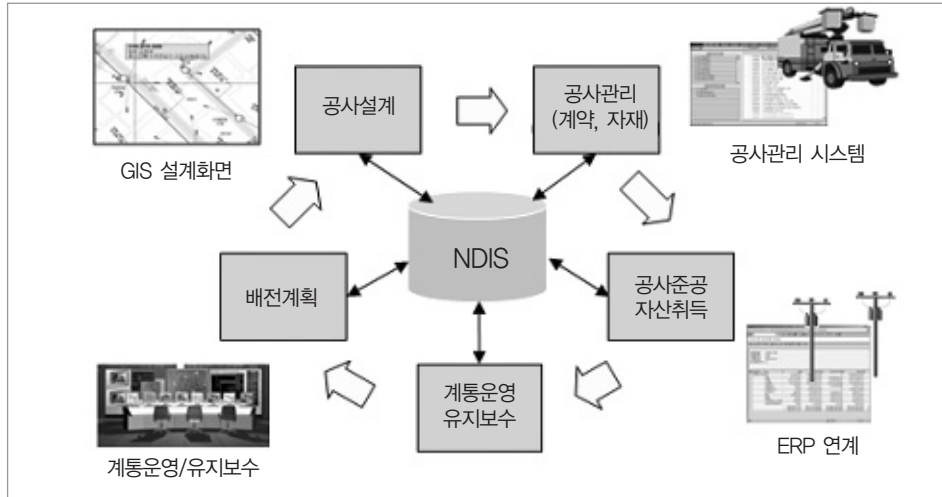 공사설계
공사관리
(계약, 자재)
GIS 설계화면
공사관리 시스템
NDIS
배전계획
공사준공
자산취득
계통운영
유지보수
계통운영/유지보수
ERP 연계